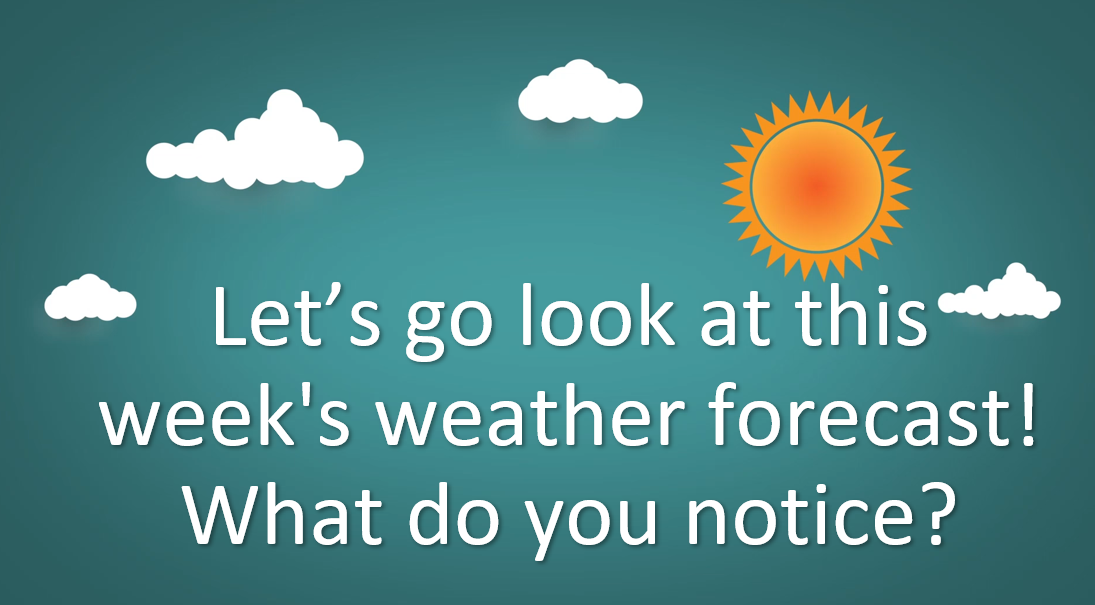 Let’s go look at this
week's weather forecast!
What do you notice?